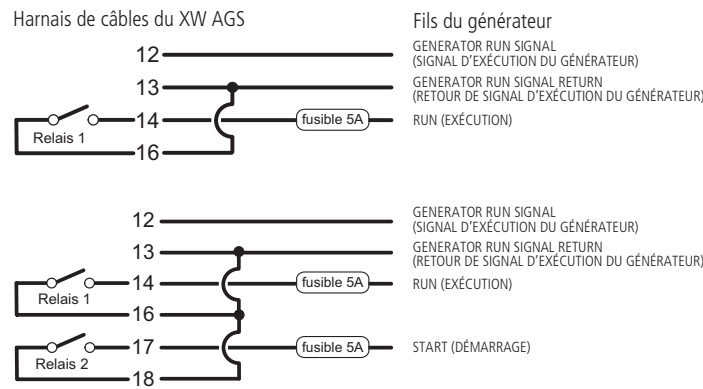 Harnais de câbles du XW AGS
Fils du générateur
12
GENERATOR RUN SIGNAL
(SIGNAL D'EXÉCUTION DU GÉNÉRATEUR)
13
GENERATOR RUN SIGNAL RETURN
(RETOUR DE SIGNAL D'EXÉCUTION DU GÉNÉRATEUR)
14
fusible 5A
RUN (EXÉCUTION)
Relais 1
16
12
GENERATOR RUN SIGNAL
(SIGNAL D'EXÉCUTION DU GÉNÉRATEUR)
13
GENERATOR RUN SIGNAL RETURN
(RETOUR DE SIGNAL D'EXÉCUTION DU GÉNÉRATEUR)
14
fusible 5A
RUN (EXÉCUTION)
Relais 1
16
17
fusible 5A
START (DÉMARRAGE)
Relais 2
18